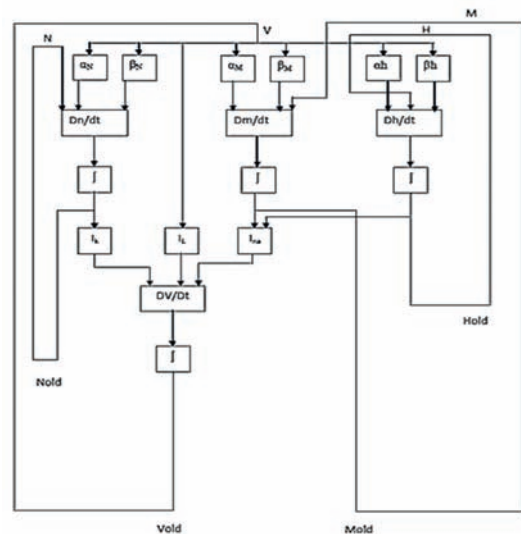 M
N V H
αN βN αM βM αh βh
Dn/dt Dm/dt Dh/dt
∫ ∫ ∫
Ik IL Ina
DV/Dt
Hold
∫
Nold
Vold Mold